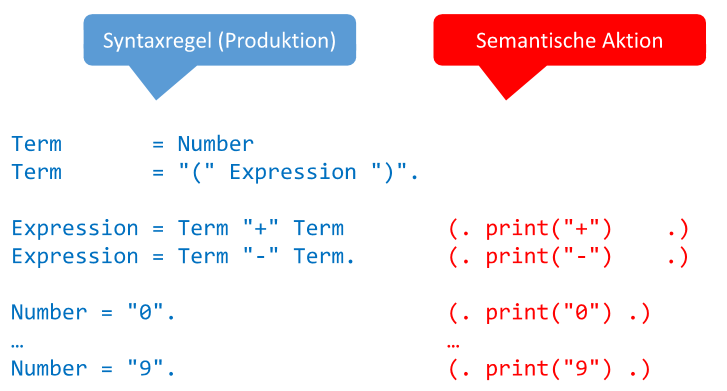 Syntaxregel (Produktion) Semantische Aktion
Term = Number
Term = "(" Expression ")".
Expression = Term "+" Term (. print("+") .)
Expression = Term "-" Term. (. print("-") .)
Number = "0". (. print("0") .)
… …
Number = "9". (. print("9") .)